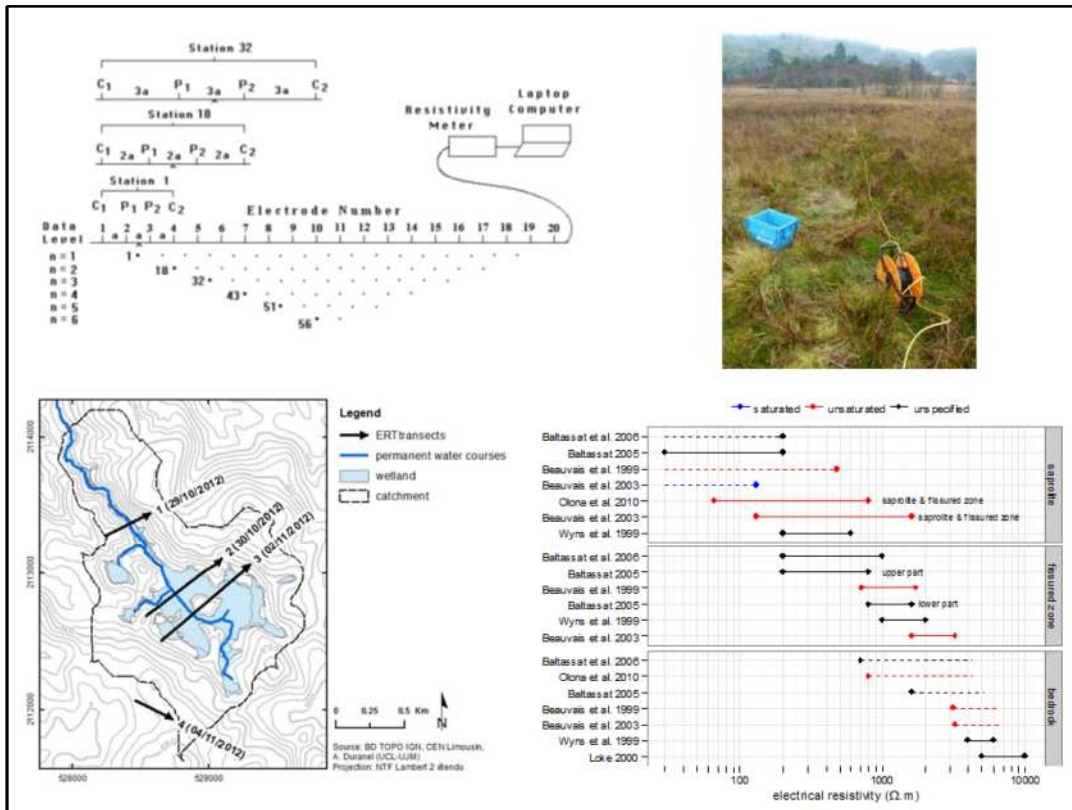 Station 32
C1 3a P1 3a P2 3a C2
Station 18
C1 2a P1 2a P2 2a C2
Station 1
C1 P1 P2 C2
Resistivity Meter
Laptop Computer
Electrode Number
Data Level
1 2 3 4 5 6 7 8 9 10 11 12 13 14 15 16 17 18 19 20
a a a
n = 1 1
n = 2 18
n = 3 32
n = 4 43
n = 5 51
n = 6 56
2114000
2113000
2112000
528000 529000
1 (29/10/2012)
2 (30/10/2012)
3 (02/11/2012)
4 (04/11/2012)
Legend
ERT transects
permanent water courses
wetland
catchment
0 0.5 Km
N
Source: BD TOPO IGN, CEN Limousin,
A. Duranel (UCL-UJM)
Projection: NTF Lambert 2 étendu
saturated unsaturated unspecified
Baltassat et al. 2006
Baltassat 2005
Beauvais et al. 1999
Beauvais et al. 2003
Olona et al. 2010 saprolite & fissured zone
Beauvais et al. 2003 saprolite & fissured zone
Wyns et al. 1999
saprolite
Baltassat et al. 2006
Baltassat 2005 upper part
Beauvais et al. 1999
Baltassat 2005 lower part
Wyns et al. 1999
Beauvais et al. 2003
fissured zone
Baltassat et al. 2006
Olona et al. 2010
Baltassat 2005
Beauvais et al. 1999
Beauvais et al. 2003
Wyns et al. 1999
Loke 2000
bedrock
100 1000 10000
electrical resistivity (Ω.m)